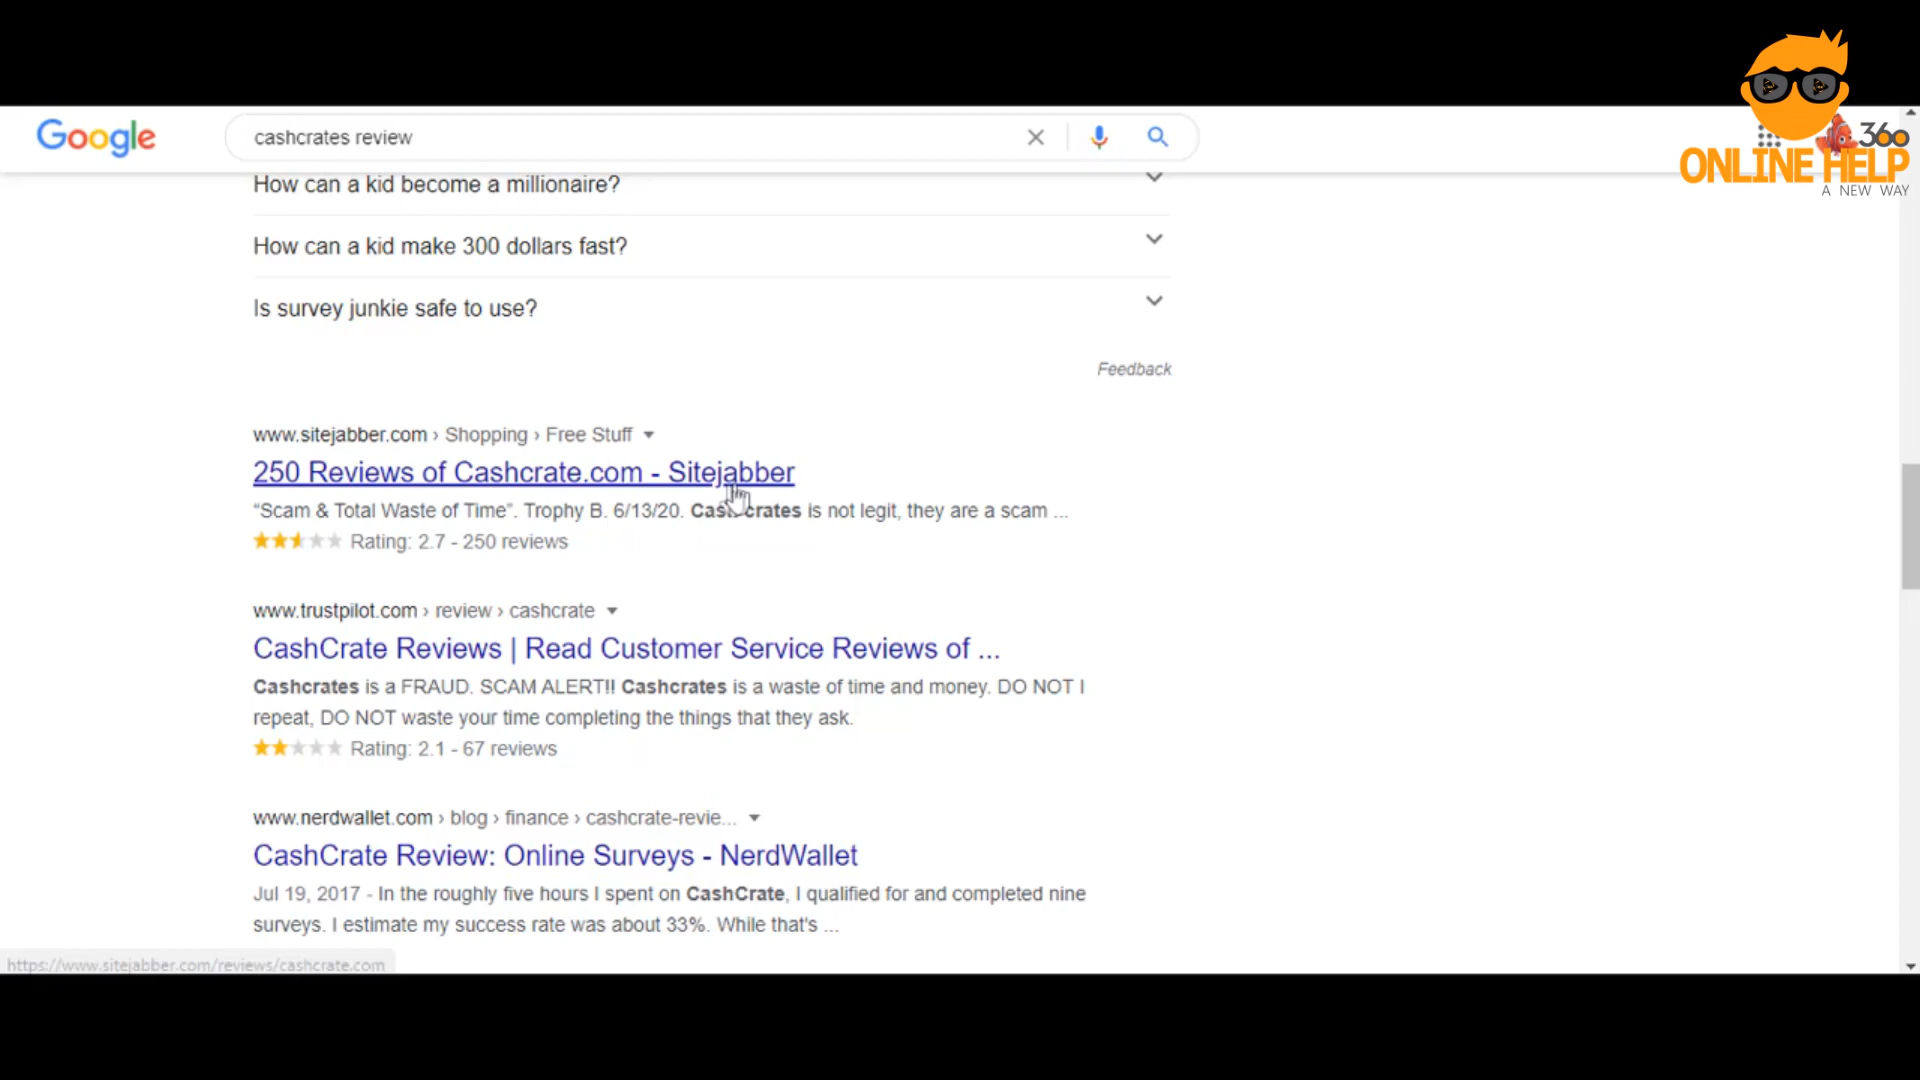 Google
cashcrates review
360
ONLINE HELP
A NEW WAY
How can a kid become a millionaire?
How can a kid make 300 dollars fast?
Is survey junkie safe to use?
Feedback
www.sitejabber.com › Shopping › Free Stuff
250 Reviews of Cashcrate.com - Sitejabber
“Scam & Total Waste of Time”. Trophy B. 6/13/20. Cashcrates is not legit, they are a scam ...
Rating: 2.7 - 250 reviews
www.trustpilot.com › review › cashcrate
CashCrate Reviews | Read Customer Service Reviews of ...
Cashcrates is a FRAUD. SCAM ALERT!! Cashcrates is a waste of time and money. DO NOT I
repeat, DO NOT waste your time completing the things that they ask.
Rating: 2.1 - 67 reviews
www.nerdwallet.com › blog › finance › cashcrate-revie...
CashCrate Review: Online Surveys - NerdWallet
Jul 19, 2017 - In the roughly five hours I spent on CashCrate, I qualified for and completed nine
surveys. I estimate my success rate was about 33%. While that's ...
https://www.sitejabber.com/reviews/cashcrate.com